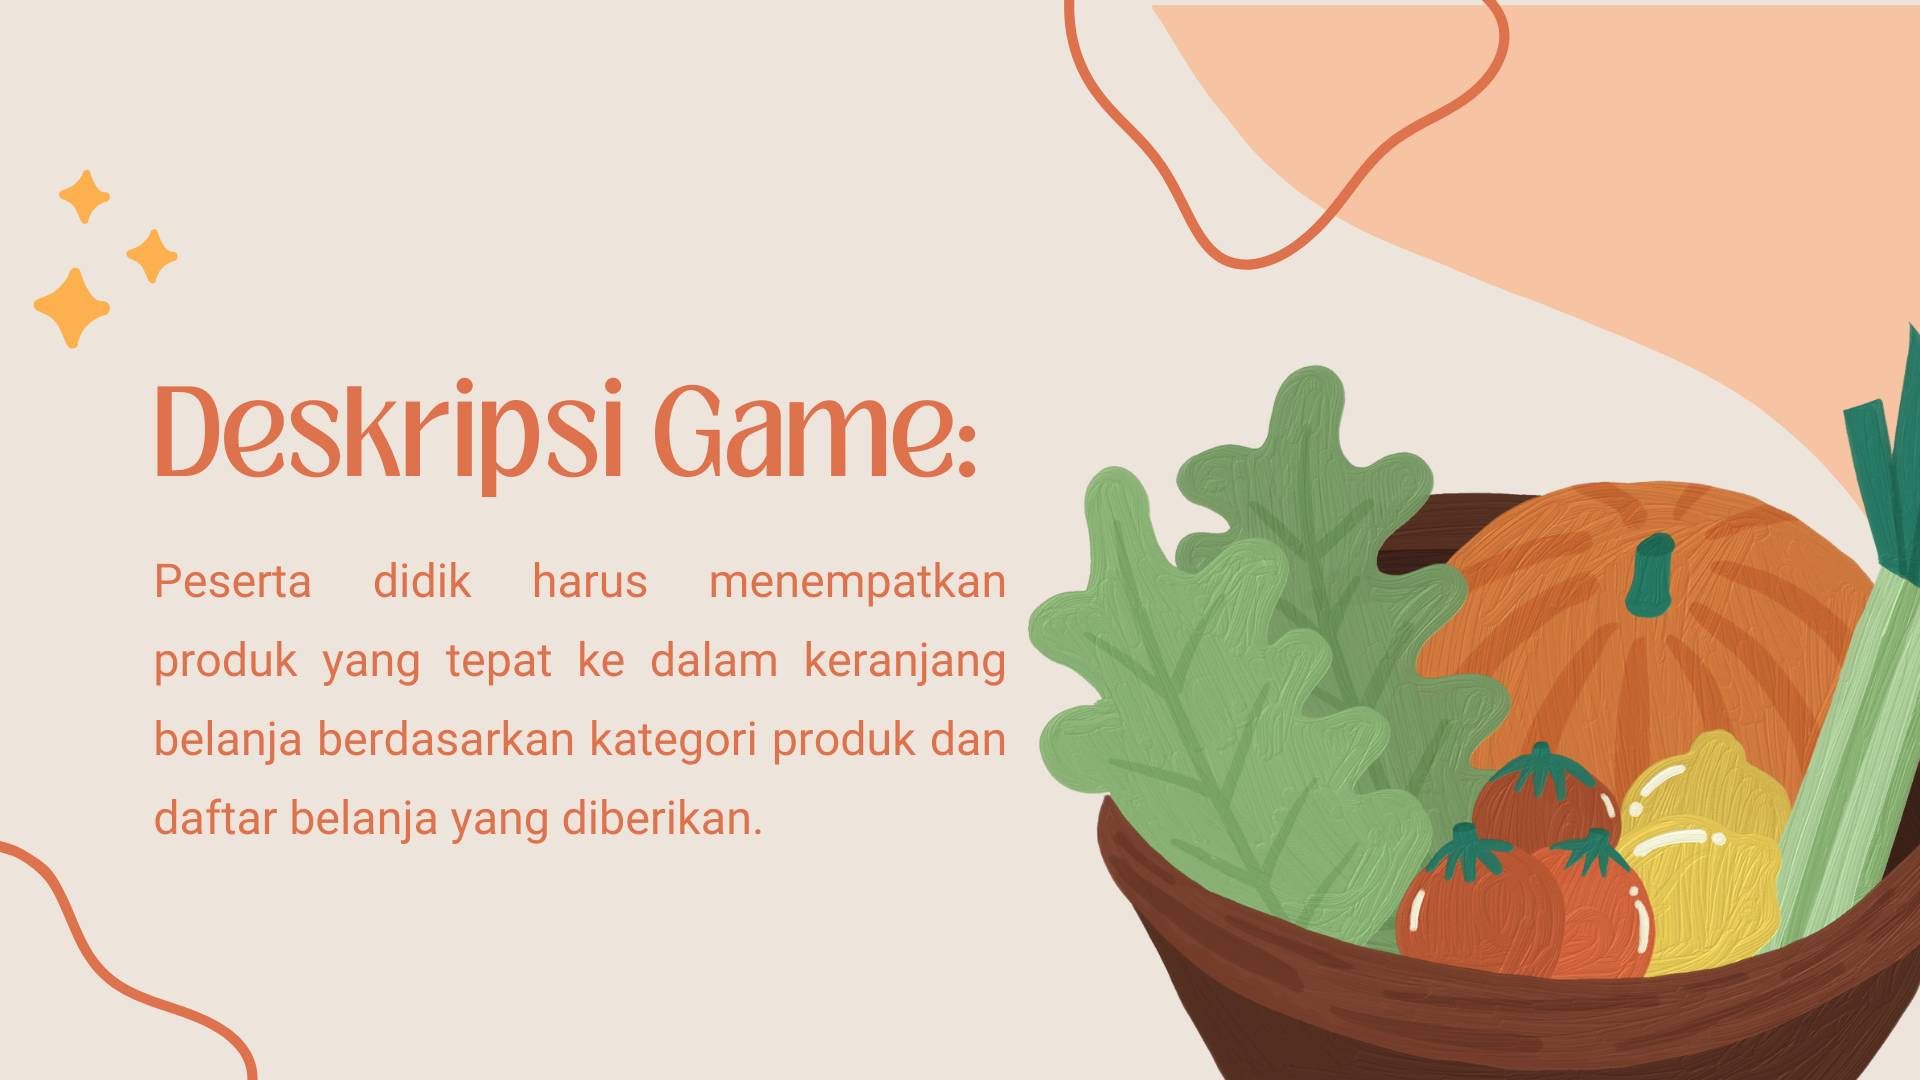 Deskripsi Game:
Peserta didik harus menempatkan
produk yang tepat ke dalam keranjang
belanja berdasarkan kategori produk dan
daftar belanja yang diberikan.